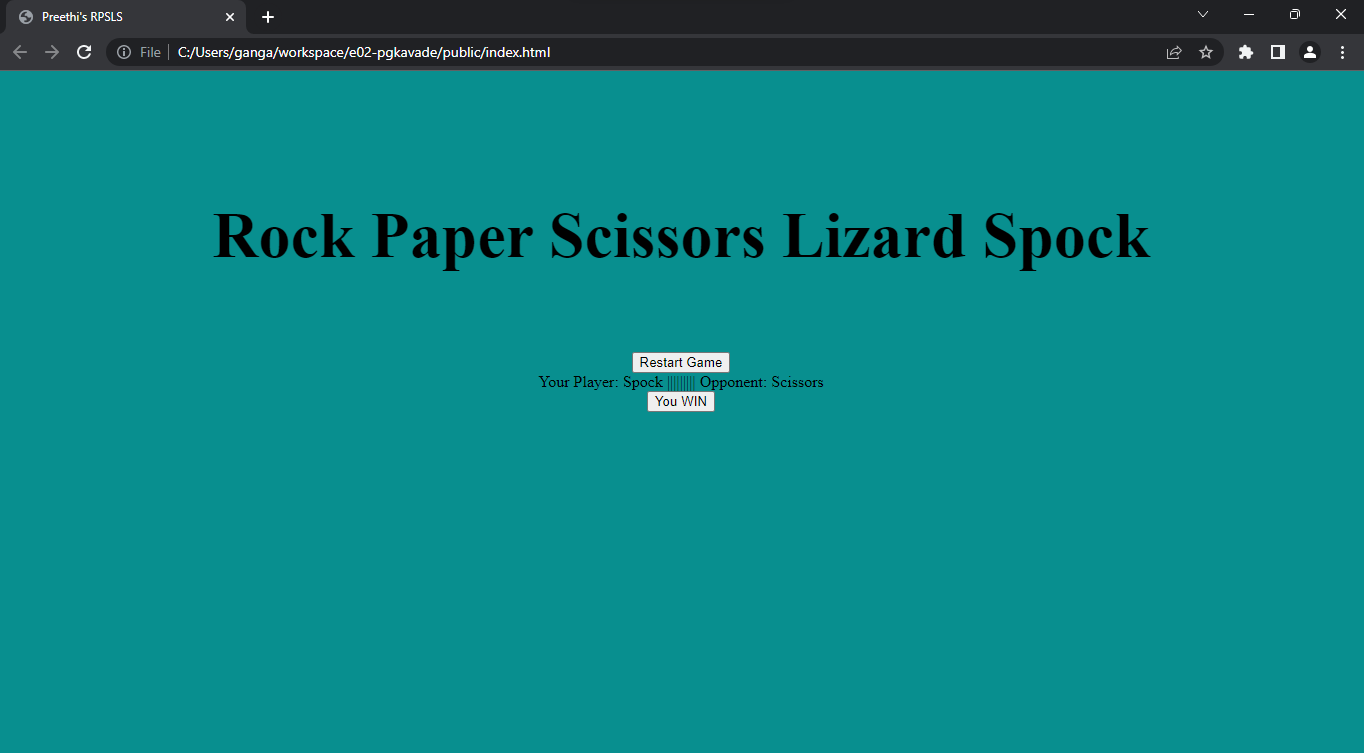 Preethi's RPSLS
File C:/Users/ganga/workspace/e02-pgkavade/public/index.html
Rock Paper Scissors Lizard Spock
Restart Game
Your Player: Spock ||||||||| Opponent: Scissors
You WIN